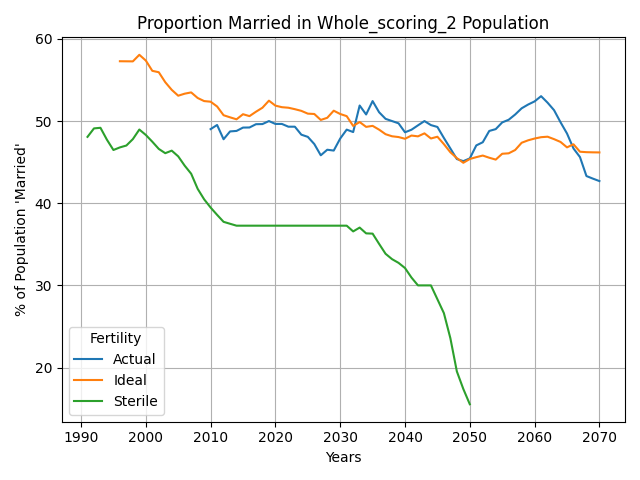 Proportion Married in Whole_scoring_2 Population
% of Population 'Married'
60
50
40
30
20
Fertility
Actual
Ideal
Sterile
1990 2000 2010 2020 2030 2040 2050 2060 2070
Years